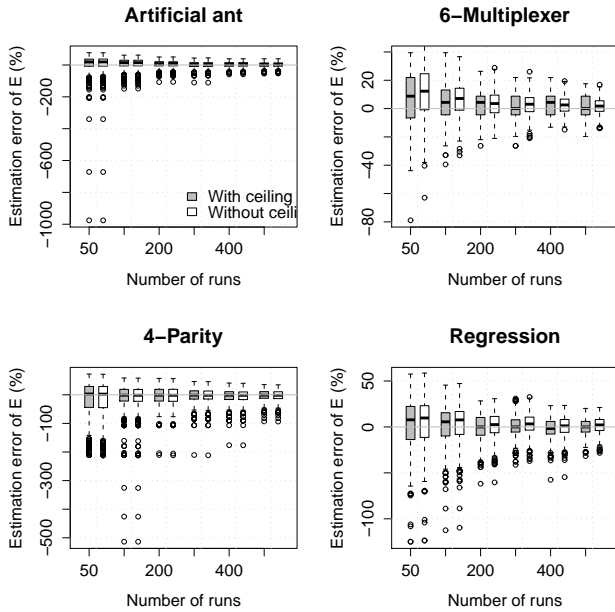 Artificial ant
Estimation error of E (%)
-200
-600
-1000
With ceiling
Without ceili
50 200 400
Number of runs
6−Multiplexer
Estimation error of E (%)
20
0
-40
-80
50 200 400
Number of runs
4−Parity
Estimation error of E (%)
-100
-300
-500
50 200 400
Number of runs
Regression
Estimation error of E (%)
50
0
-100
50 200 400
Number of runs